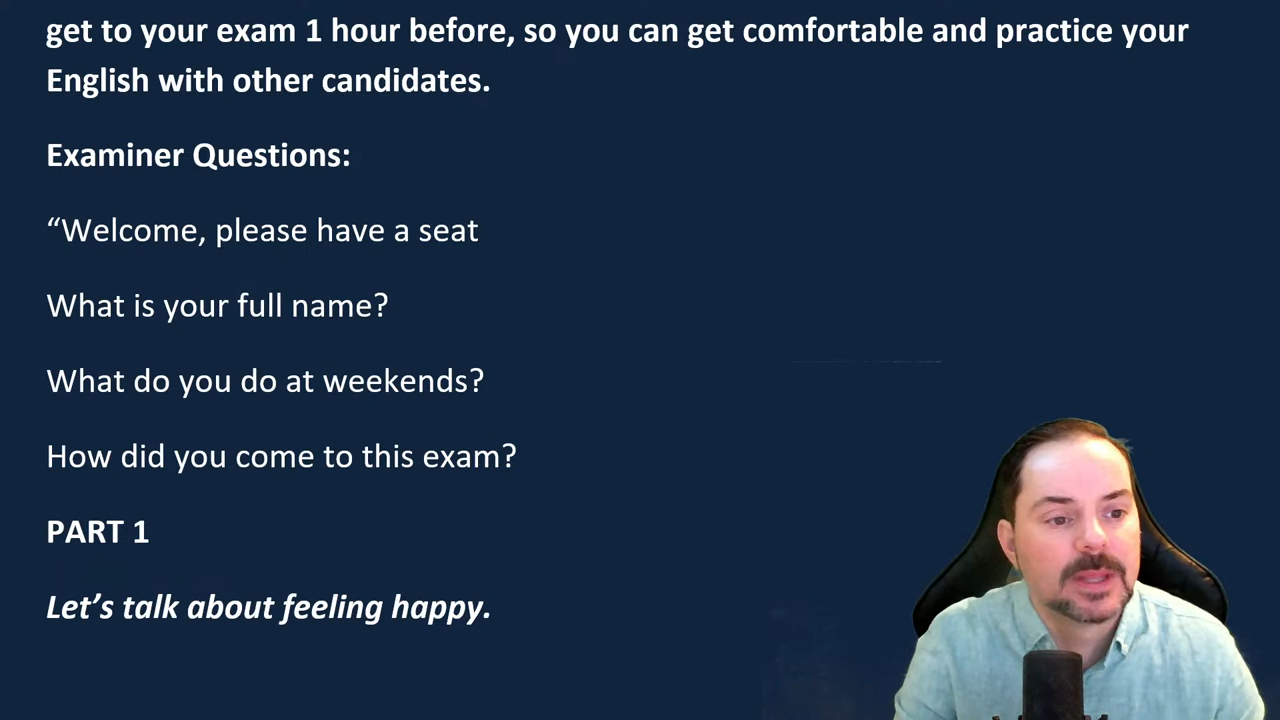 get to your exam 1 hour before, so you can get comfortable and practice your
English with other candidates.
Examiner Questions:
“Welcome, please have a seat
What is your full name?
What do you do at weekends?
How did you come to this exam?
PART 1
Let’s talk about feeling happy.